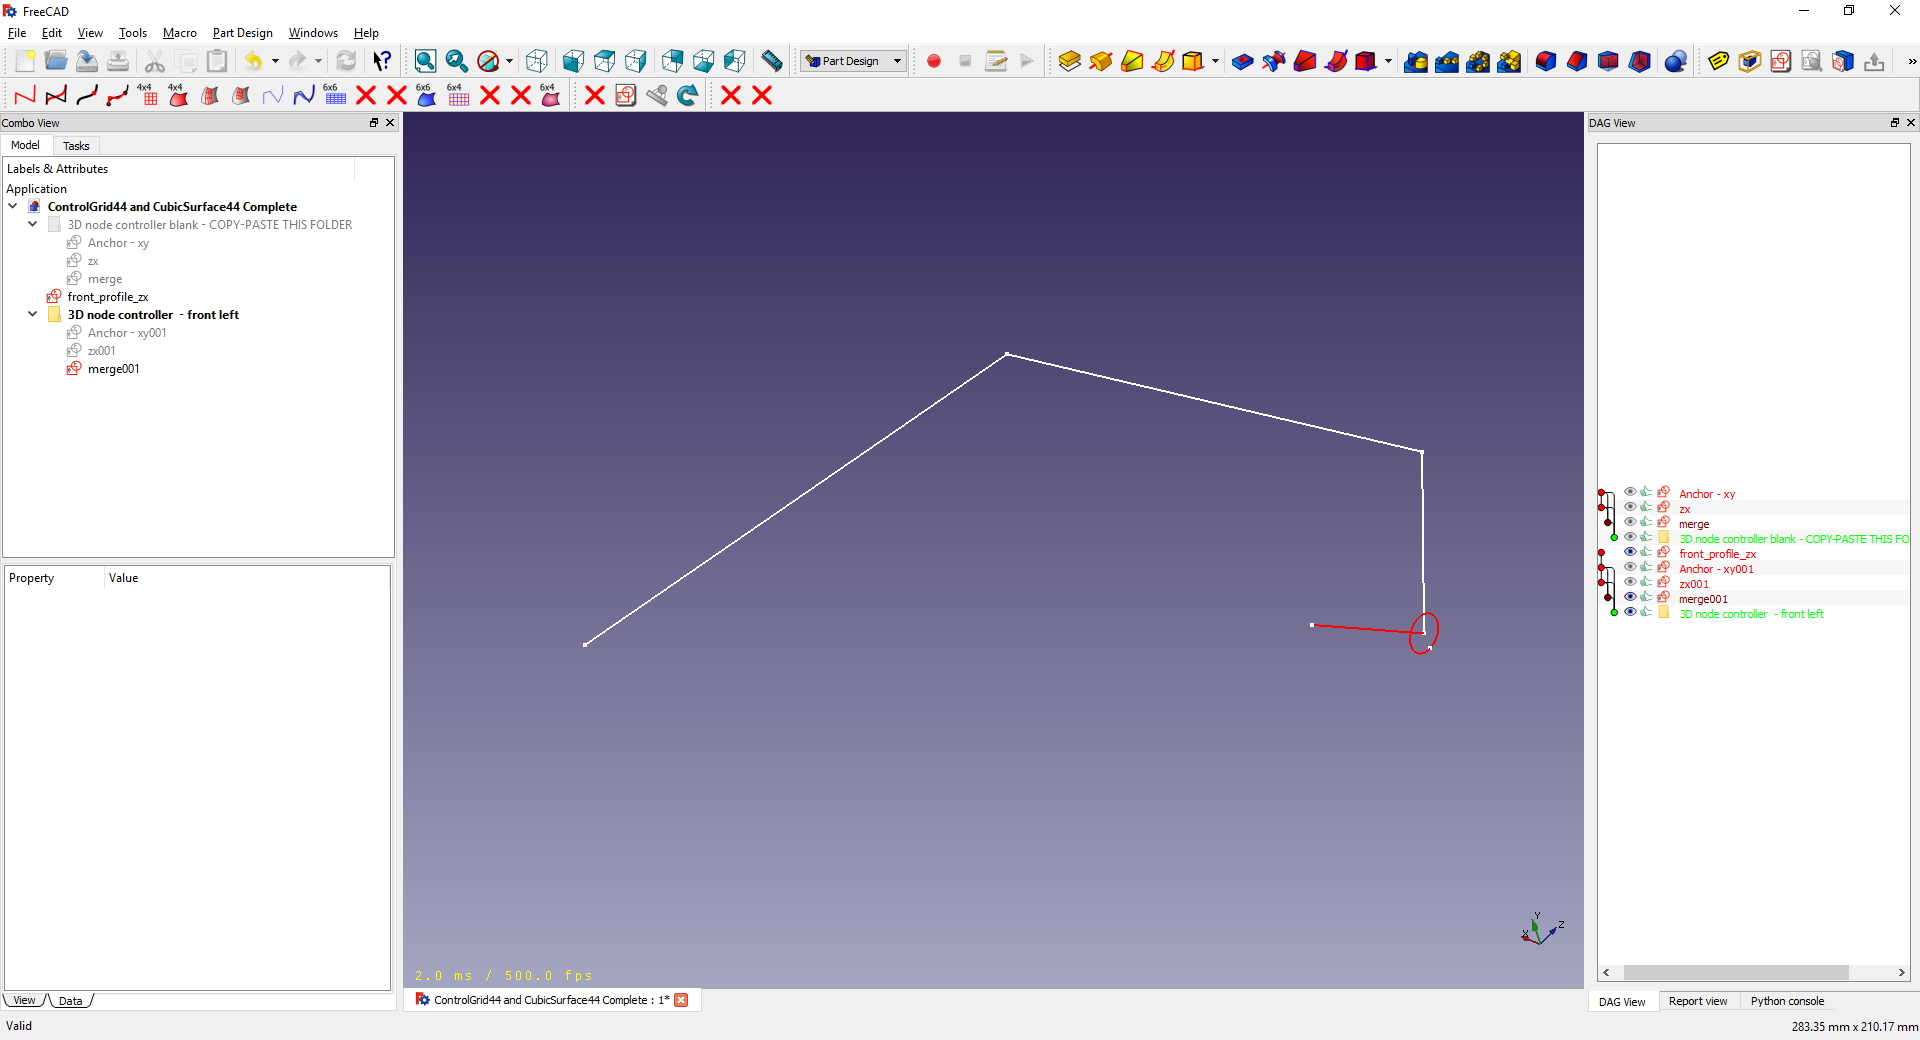 FreeCAD
File Edit View Tools Macro Part Design Windows Help
Part Design
4x4 4x4 6x6 6x6 6x4 4x4
Combo View
Model Tasks
Labels & Attributes
Application
ControlGrid44 and CubicSurface44 Complete
3D node controller blank - COPY-PASTE THIS FOLDER
Anchor - xy
zx
merge
front_profile_zx
3D node controller - front left
Anchor - xy001
zx001
merge001
Property Value
View Data
Valid
Y
Z
X
2.0 ms / 500.0 fps
ControlGrid44 and CubicSurface44 Complete : 1*
DAG View
Anchor - xy
zx
merge
3D node controller blank - COPY-PASTE THIS FO
front_profile_zx
Anchor - xy001
zx001
merge001
3D node controller - front left
DAG View Report view Python console
283.35 mm x 210.17 mm